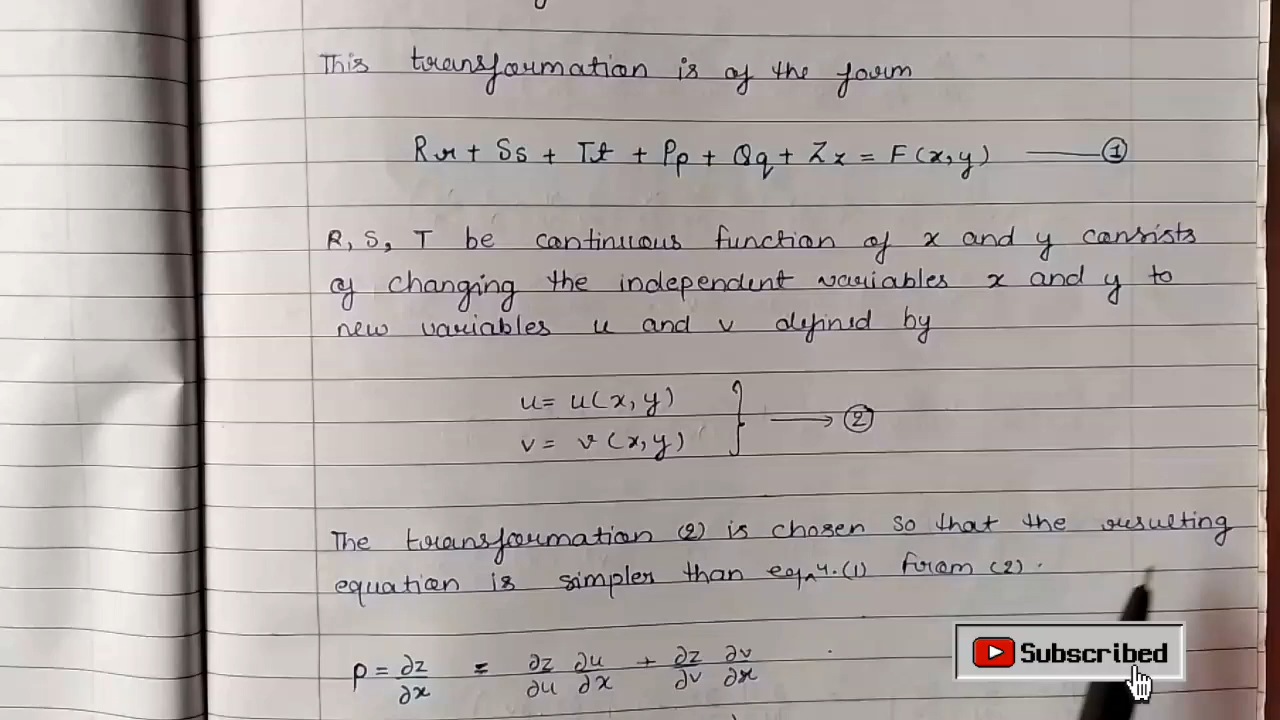 This transformation is of the form
Rr + Ss + Tt + Pp + Qq + Zz = F(x,y) —— ①
R, S, T be continuous function of x and y consists
of changing the independent variables x and y to
new variables u and v defined by
u = u(x, y)
v = v(x, y) } → ②
The transformation (2) is chosen so that the resulting
equation is simpler than eqn. (1) from (2).
p = ∂z/∂x = ∂z/∂u ∂u/∂x + ∂z/∂v ∂v/∂x
Subscribed